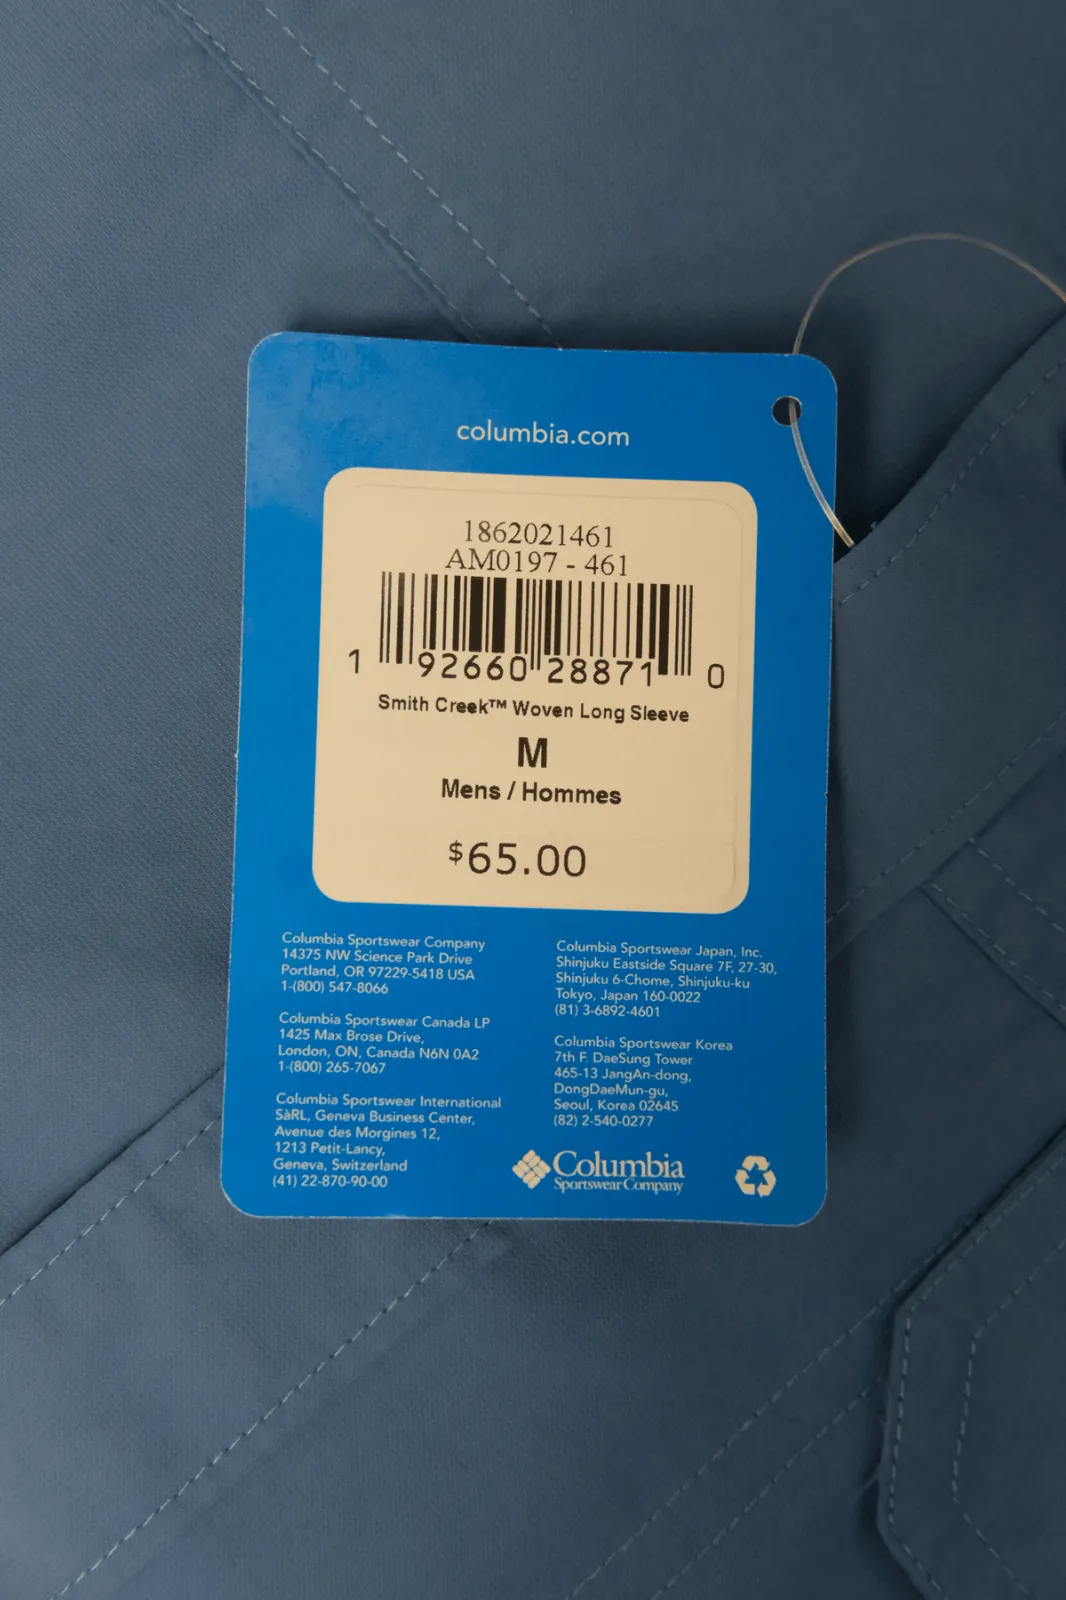 columbia.com
1862021461
AM0197 - 461
1 92660 28871 0
Smith Creek™ Woven Long Sleeve
M
Mens / Hommes
$65.00
Columbia Sportswear Company
14375 NW Science Park Drive
Portland, OR 97229-5418 USA
1-(800) 547-8066
Columbia Sportswear Canada LP
1425 Max Brose Drive,
London, ON, Canada N6N 0A2
1-(800) 265-7067
Columbia Sportswear International
SàRL, Geneva Business Center,
Avenue des Morgines 12,
1213 Petit-Lancy,
Geneva, Switzerland
(41) 22-870-90-00
Columbia Sportswear Japan, Inc.
Shinjuku Eastside Square 7F, 27-30,
Shinjuku 6-Chome, Shinjuku-ku
Tokyo, Japan 160-0022
(81) 3-6892-4601
Columbia Sportswear Korea
7th F. DaeSung Tower
465-13 JangAn-dong,
DongDaeMun-gu,
Seoul, Korea 02645
(82) 2-540-0277
Columbia
Sportswear Company